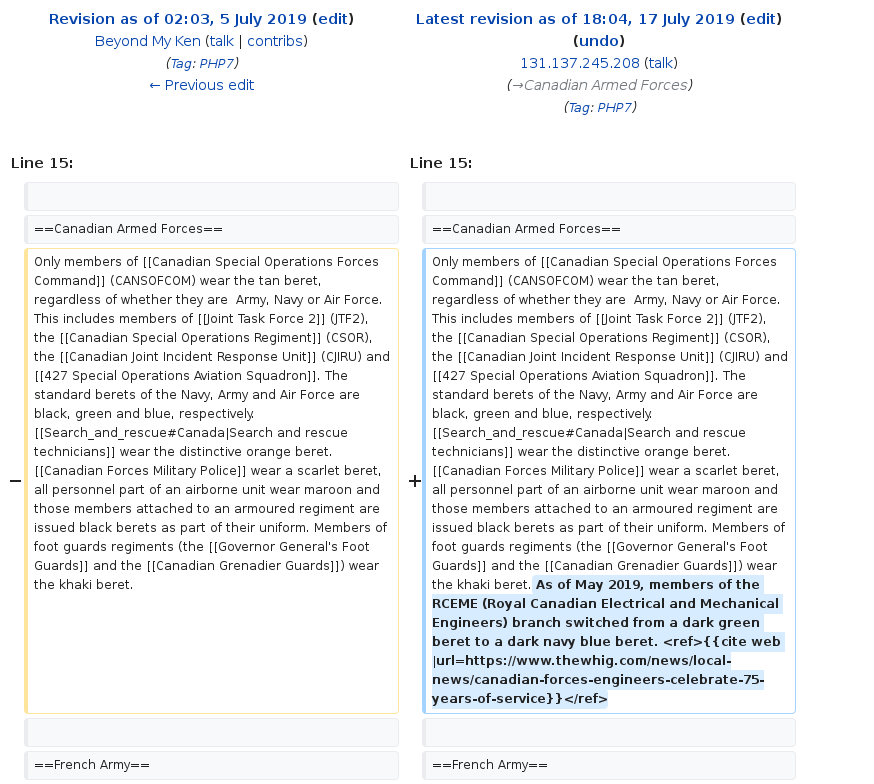 Revision as of 02:03, 5 July 2019 (edit)
Beyond My Ken (talk | contribs)
(Tag: PHP7)
← Previous edit
Latest revision as of 18:04, 17 July 2019 (edit)
(undo)
131.137.245.208 (talk)
(→Canadian Armed Forces)
(Tag: PHP7)
Line 15:
Line 15:
==Canadian Armed Forces==
==Canadian Armed Forces==
−
Only members of [[Canadian Special Operations Forces
Command]] (CANSOFCOM) wear the tan beret,
regardless of whether they are  Army, Navy or Air Force.
This includes members of [[Joint Task Force 2]] (JTF2),
the [[Canadian Special Operations Regiment]] (CSOR),
the [[Canadian Joint Incident Response Unit]] (CJIRU) and
[[427 Special Operations Aviation Squadron]]. The
standard berets of the Navy, Army and Air Force are
black, green and blue, respectively.
[[Search_and_rescue#Canada|Search and rescue
technicians]] wear the distinctive orange beret.
[[Canadian Forces Military Police]] wear a scarlet beret,
all personnel part of an airborne unit wear maroon and
those members attached to an armoured regiment are
issued black berets as part of their uniform. Members of
foot guards regiments (the [[Governor General's Foot
Guards]] and the [[Canadian Grenadier Guards]]) wear
the khaki beret.
+
Only members of [[Canadian Special Operations Forces
Command]] (CANSOFCOM) wear the tan beret,
regardless of whether they are  Army, Navy or Air Force.
This includes members of [[Joint Task Force 2]] (JTF2),
the [[Canadian Special Operations Regiment]] (CSOR),
the [[Canadian Joint Incident Response Unit]] (CJIRU) and
[[427 Special Operations Aviation Squadron]]. The
standard berets of the Navy, Army and Air Force are
black, green and blue, respectively.
[[Search_and_rescue#Canada|Search and rescue
technicians]] wear the distinctive orange beret.
[[Canadian Forces Military Police]] wear a scarlet beret,
all personnel part of an airborne unit wear maroon and
those members attached to an armoured regiment are
issued black berets as part of their uniform. Members of
foot guards regiments (the [[Governor General's Foot
Guards]] and the [[Canadian Grenadier Guards]]) wear
the khaki beret. As of May 2019, members of the
RCEME (Royal Canadian Electrical and Mechanical
Engineers) branch switched from a dark green
beret to a dark navy blue beret. <ref>{{cite web
|url=https://www.thewhig.com/news/local-
news/canadian-forces-engineers-celebrate-75-
years-of-service}}</ref>
==French Army==
==French Army==